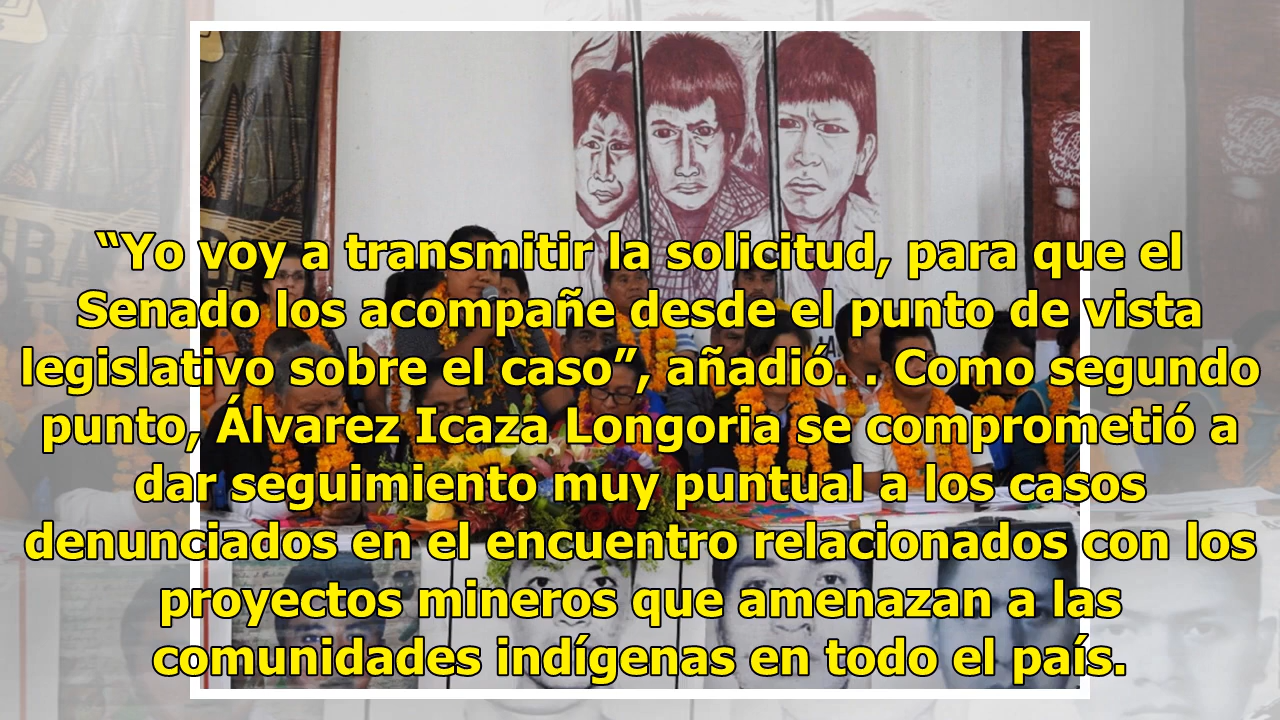 “Yo voy a transmitir la solicitud, para que el
Senado los acompañe desde el punto de vista
legislativo sobre el caso”, añadió. . Como segundo
punto, Álvarez Icaza Longoria se comprometió a
dar seguimiento muy puntual a los casos
denunciados en el encuentro relacionados con los
proyectos mineros que amenazan a las
comunidades indígenas en todo el país.